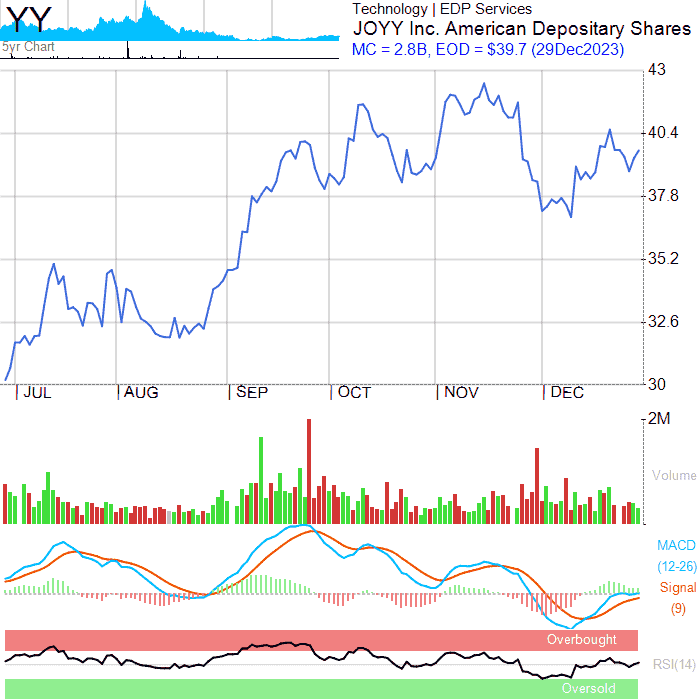 YY
5yr Chart
Technology | EDP Services
JOYY Inc. American Depositary Shares
MC = 2.8B, EOD = $39.7 (29Dec2023)
43
40.4
37.8
35.2
32.6
30
JUL AUG SEP OCT NOV DEC
2M
Volume
MACD
(12-26)
Signal
(9)
Overbought
RSI(14)
Oversold